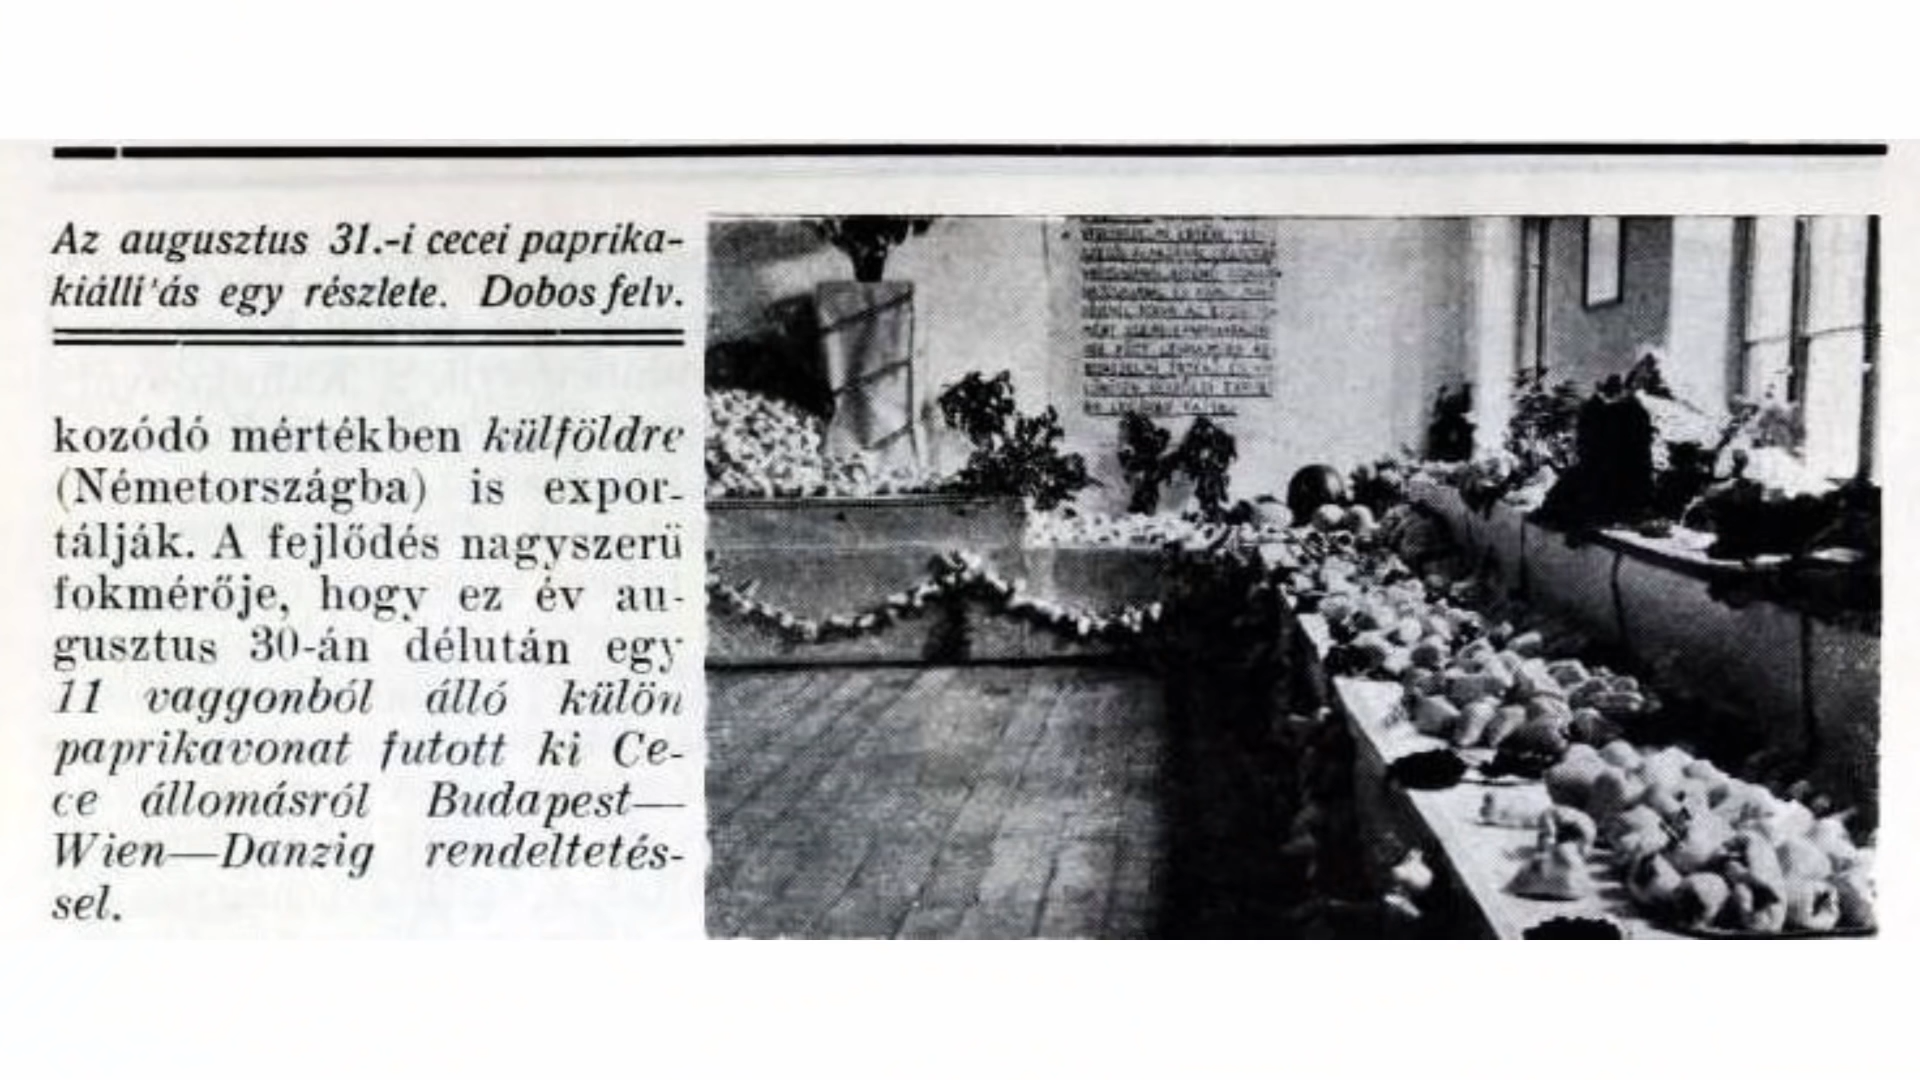 Az augusztus 31.-i cecei paprika-
kiálli'ás egy részlete. Dobos felv.
kozódó mértékben külföldre
(Németországba) is expor-
tálják. A fejlődés nagyszerü
fokmérője, hogy ez év au-
gusztus 30-án délután egy
11 vaggonból álló külön
paprikavonat futott ki Ce-
ce állomásról Budapest—
Wien—Danzig rendeltetés-
sel.